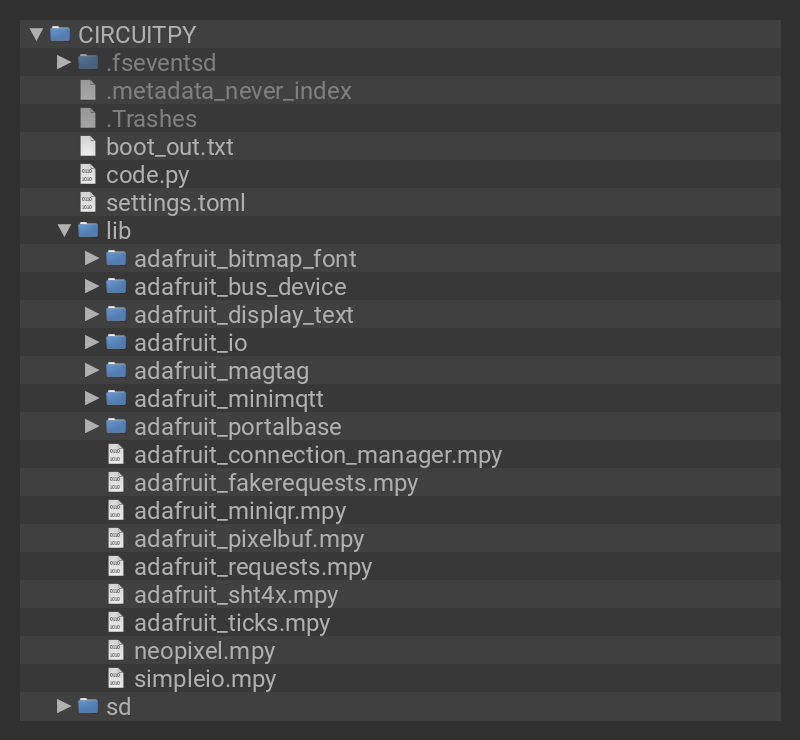 CIRCUITPY
.fseventsd
.metadata_never_index
.Trashes
boot_out.txt
code.py
settings.toml
lib
adafruit_bitmap_font
adafruit_bus_device
adafruit_display_text
adafruit_io
adafruit_magtag
adafruit_minimqtt
adafruit_portalbase
adafruit_connection_manager.mpy
adafruit_fakerequests.mpy
adafruit_miniqr.mpy
adafruit_pixelbuf.mpy
adafruit_requests.mpy
adafruit_sht4x.mpy
adafruit_ticks.mpy
neopixel.mpy
simpleio.mpy
sd